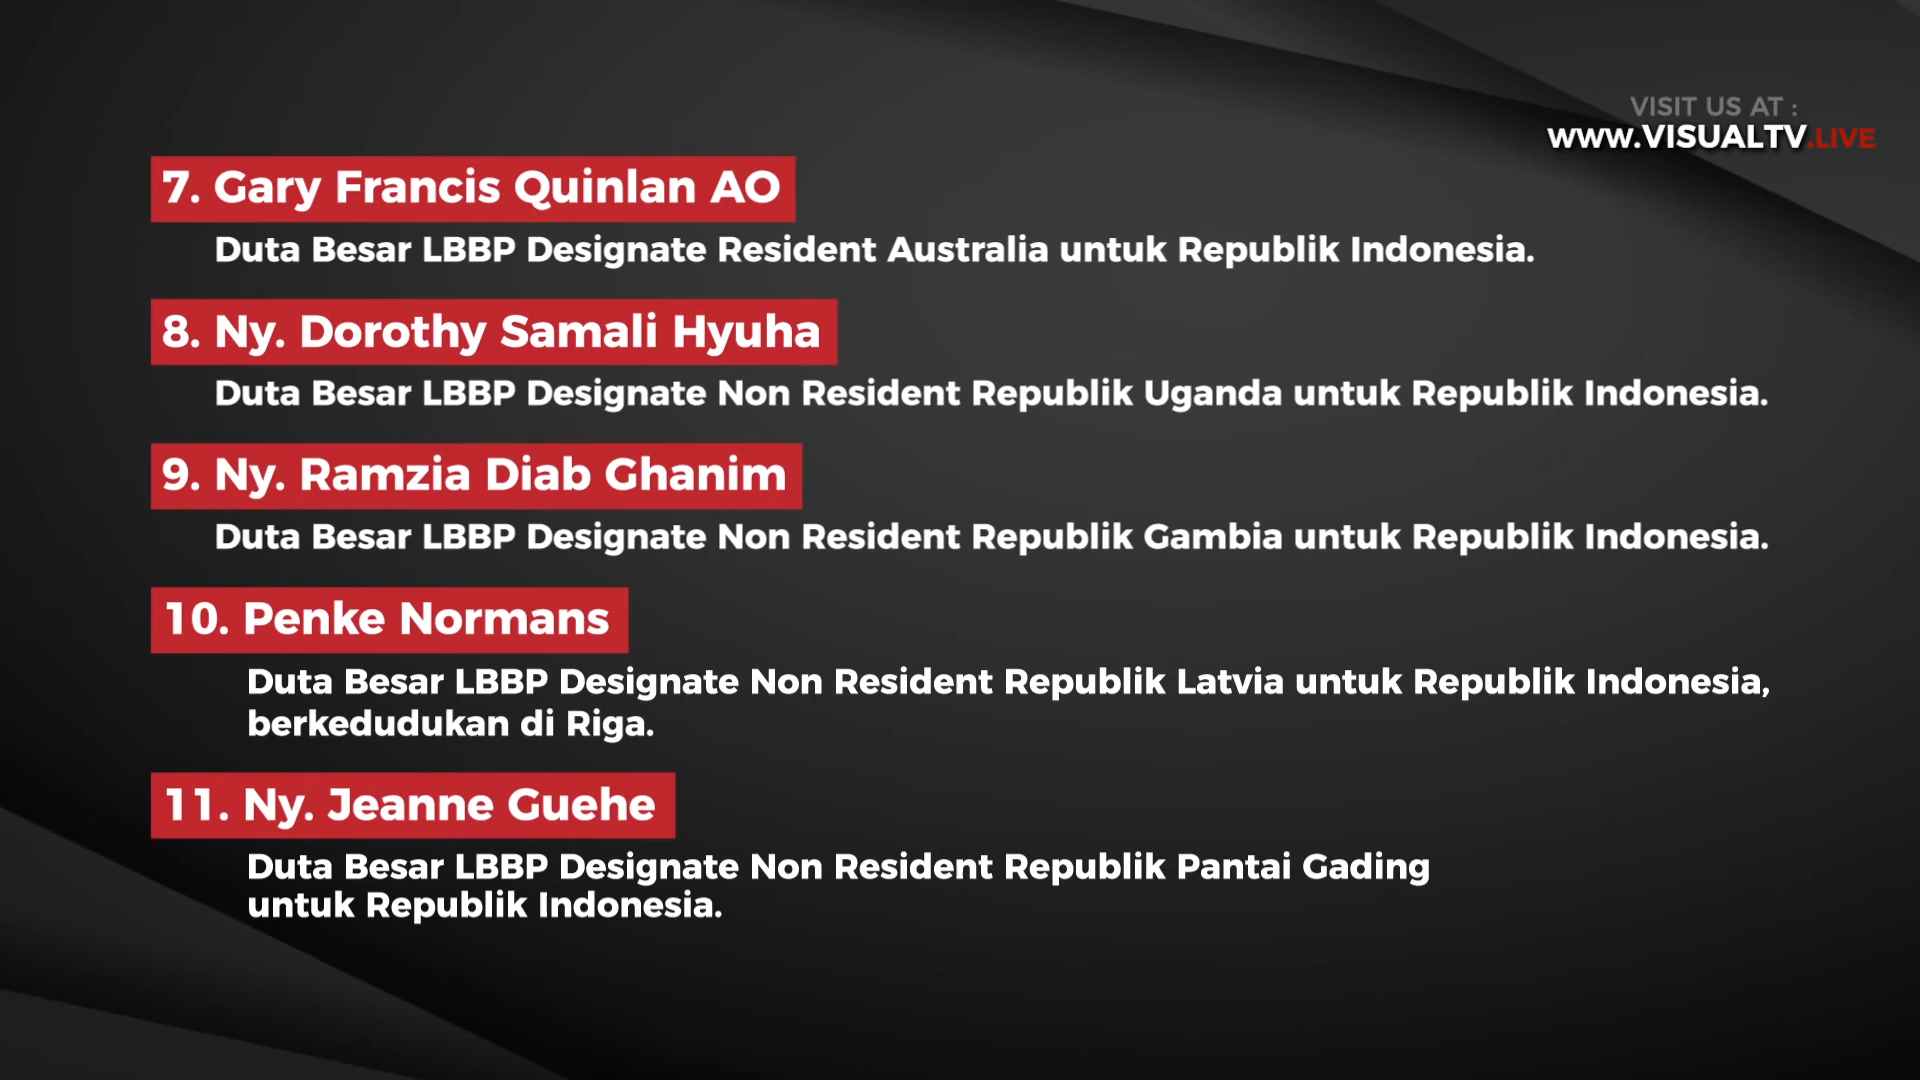 VISIT US AT :
WWW.VISUALTV.LIVE
7. Gary Francis Quinlan AO
Duta Besar LBBP Designate Resident Australia untuk Republik Indonesia.
8. Ny. Dorothy Samali Hyuha
Duta Besar LBBP Designate Non Resident Republik Uganda untuk Republik Indonesia.
9. Ny. Ramzia Diab Ghanim
Duta Besar LBBP Designate Non Resident Republik Gambia untuk Republik Indonesia.
10. Penke Normans
Duta Besar LBBP Designate Non Resident Republik Latvia untuk Republik Indonesia,
berkedudukan di Riga.
11. Ny. Jeanne Guehe
Duta Besar LBBP Designate Non Resident Republik Pantai Gading
untuk Republik Indonesia.